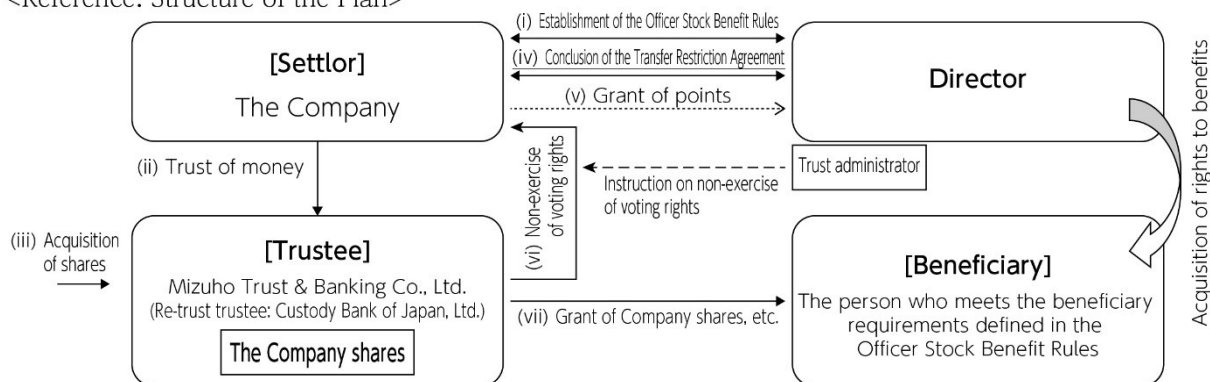 <Reference: Structure of the Plan>
(i) Establishment of the Officer Stock Benefit Rules
(iv) Conclusion of the Transfer Restriction Agreement
(v) Grant of points
[Settlor]
The Company
Director
Acquisition of rights to benefits
(ii) Trust of money
(vi) Non-exercise
of voting rights
Trust administrator
Instruction on non-exercise
of voting rights
(iii) Acquisition
of shares
[Trustee]
Mizuho Trust & Banking Co., Ltd.
(Re-trust trustee: Custody Bank of Japan, Ltd.)
The Company shares
(vii) Grant of Company shares, etc.
[Beneficiary]
The person who meets the beneficiary
requirements defined in the
Officer Stock Benefit Rules